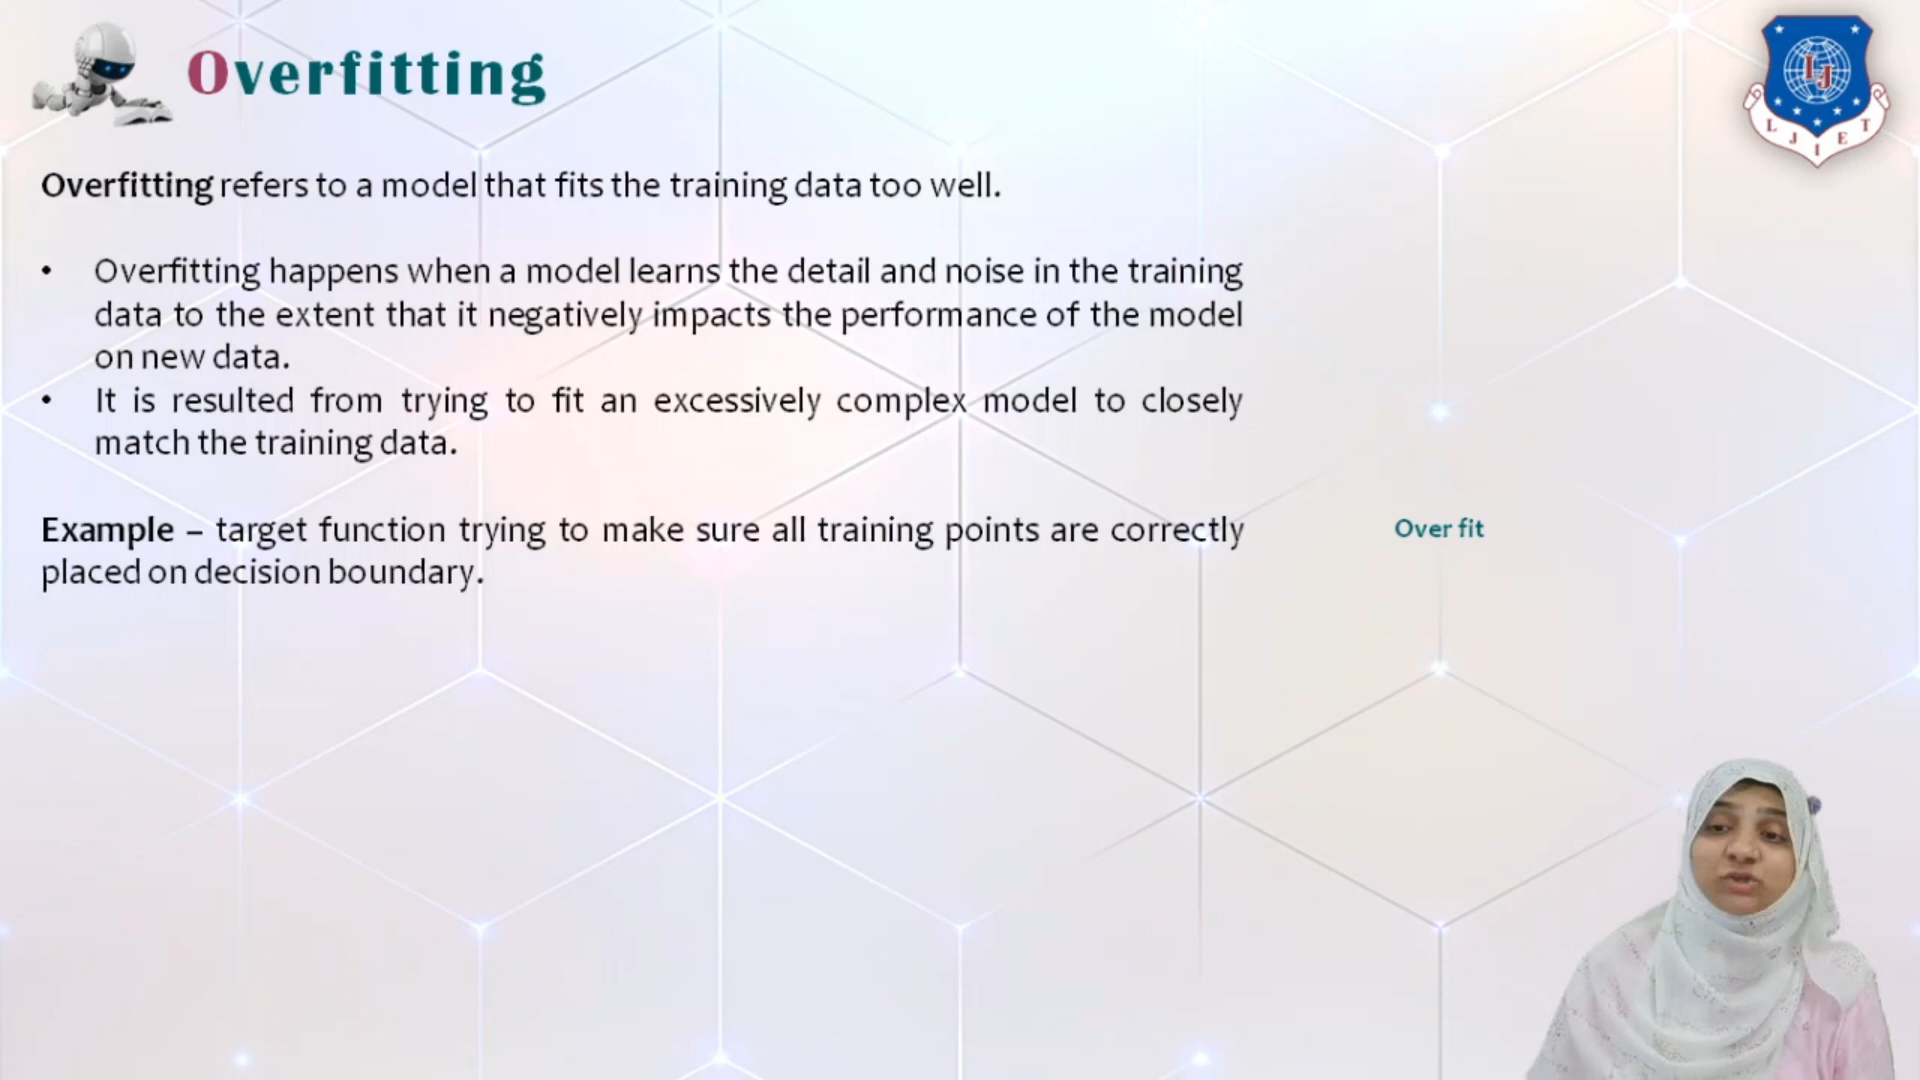 Overfitting
LJIET
Overfitting refers to a model that fits the training data too well.
• Overfitting happens when a model learns the detail and noise in the training
data to the extent that it negatively impacts the performance of the model
on new data.
• It is resulted from trying to fit an excessively complex model to closely
match the training data.
Example – target function trying to make sure all training points are correctly
placed on decision boundary.
Over fit